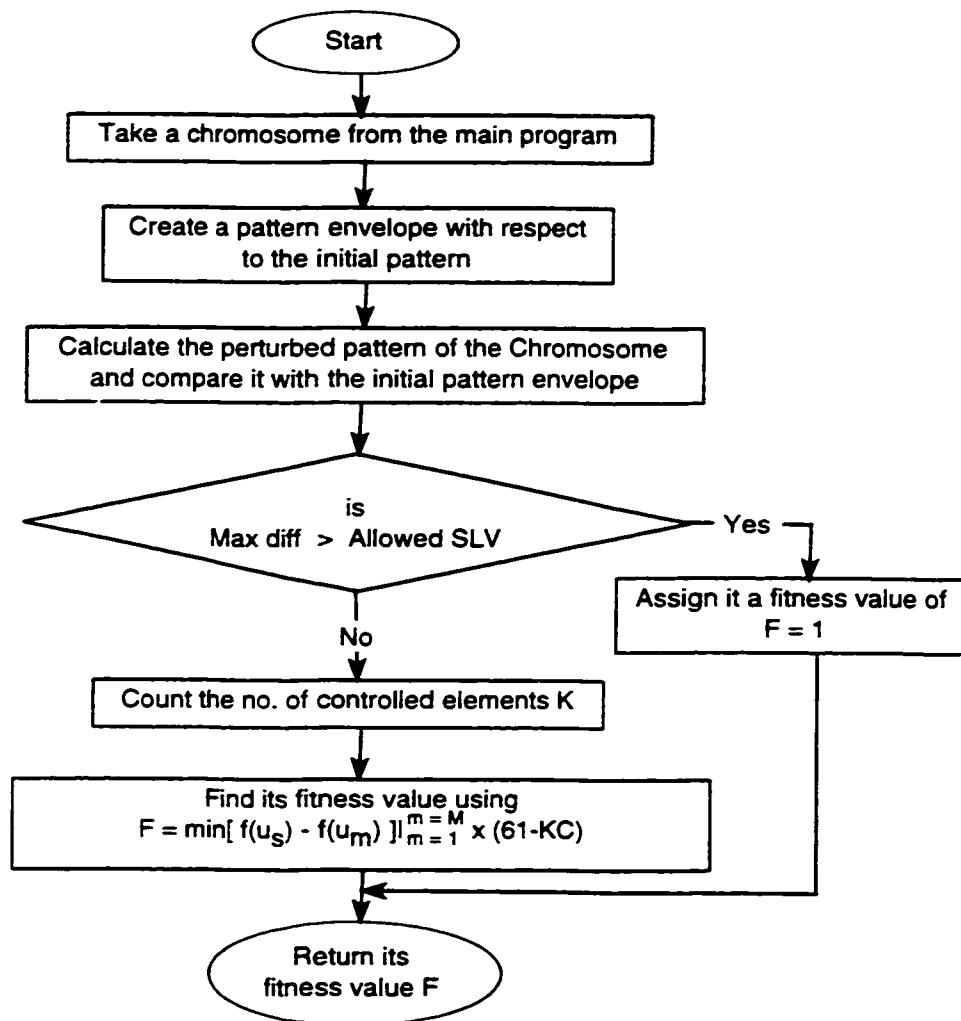 Start
Take a chromosome from the main program
Create a pattern envelope with respect
to the initial pattern
Calculate the perturbed pattern of the Chromosome
and compare it with the initial pattern envelope
is
Max diff > Allowed SLV
Yes
Assign it a fitness value of
F = 1
No
Count the no. of controlled elements K
Find its fitness value using
F = min[ f(u_s) - f(u_m) ]|_{m = 1}^{m = M} x (61-KC)
Return its
fitness value F